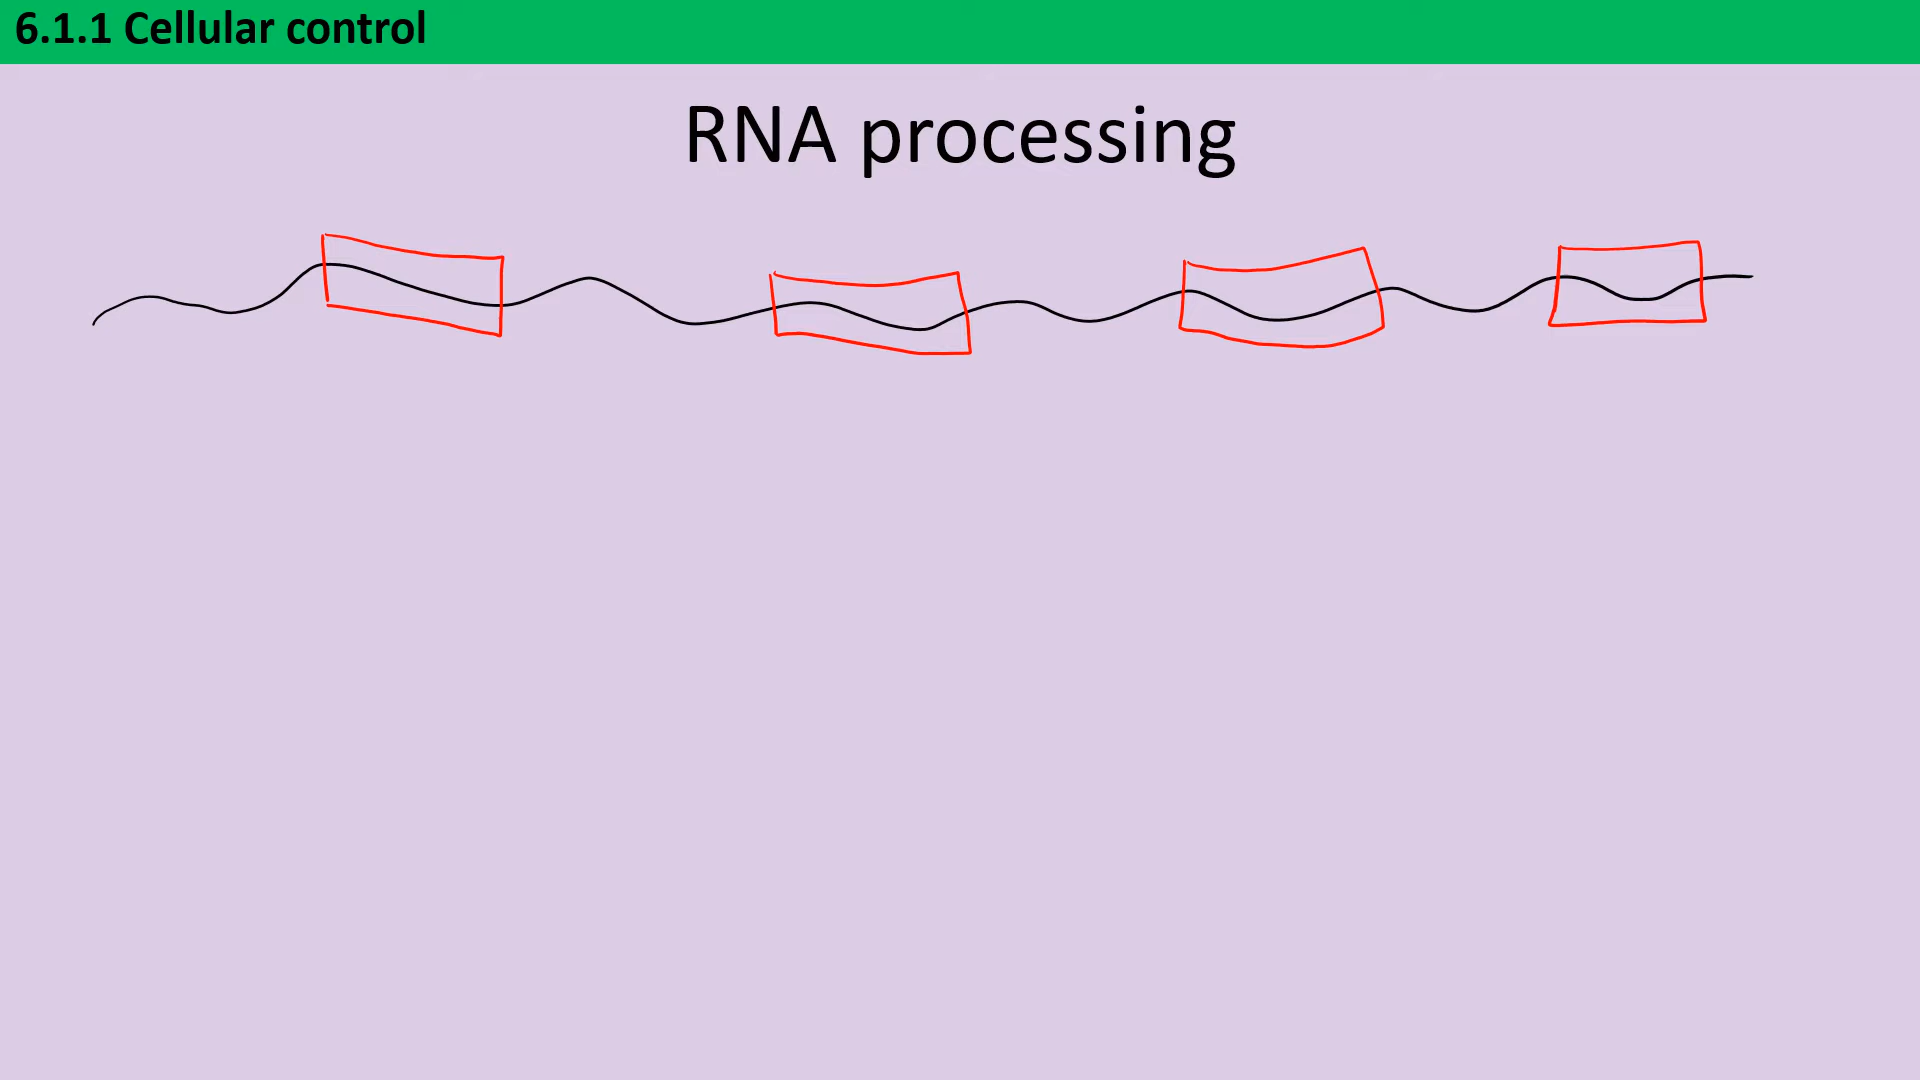 6.1.1 Cellular control
RNA processing